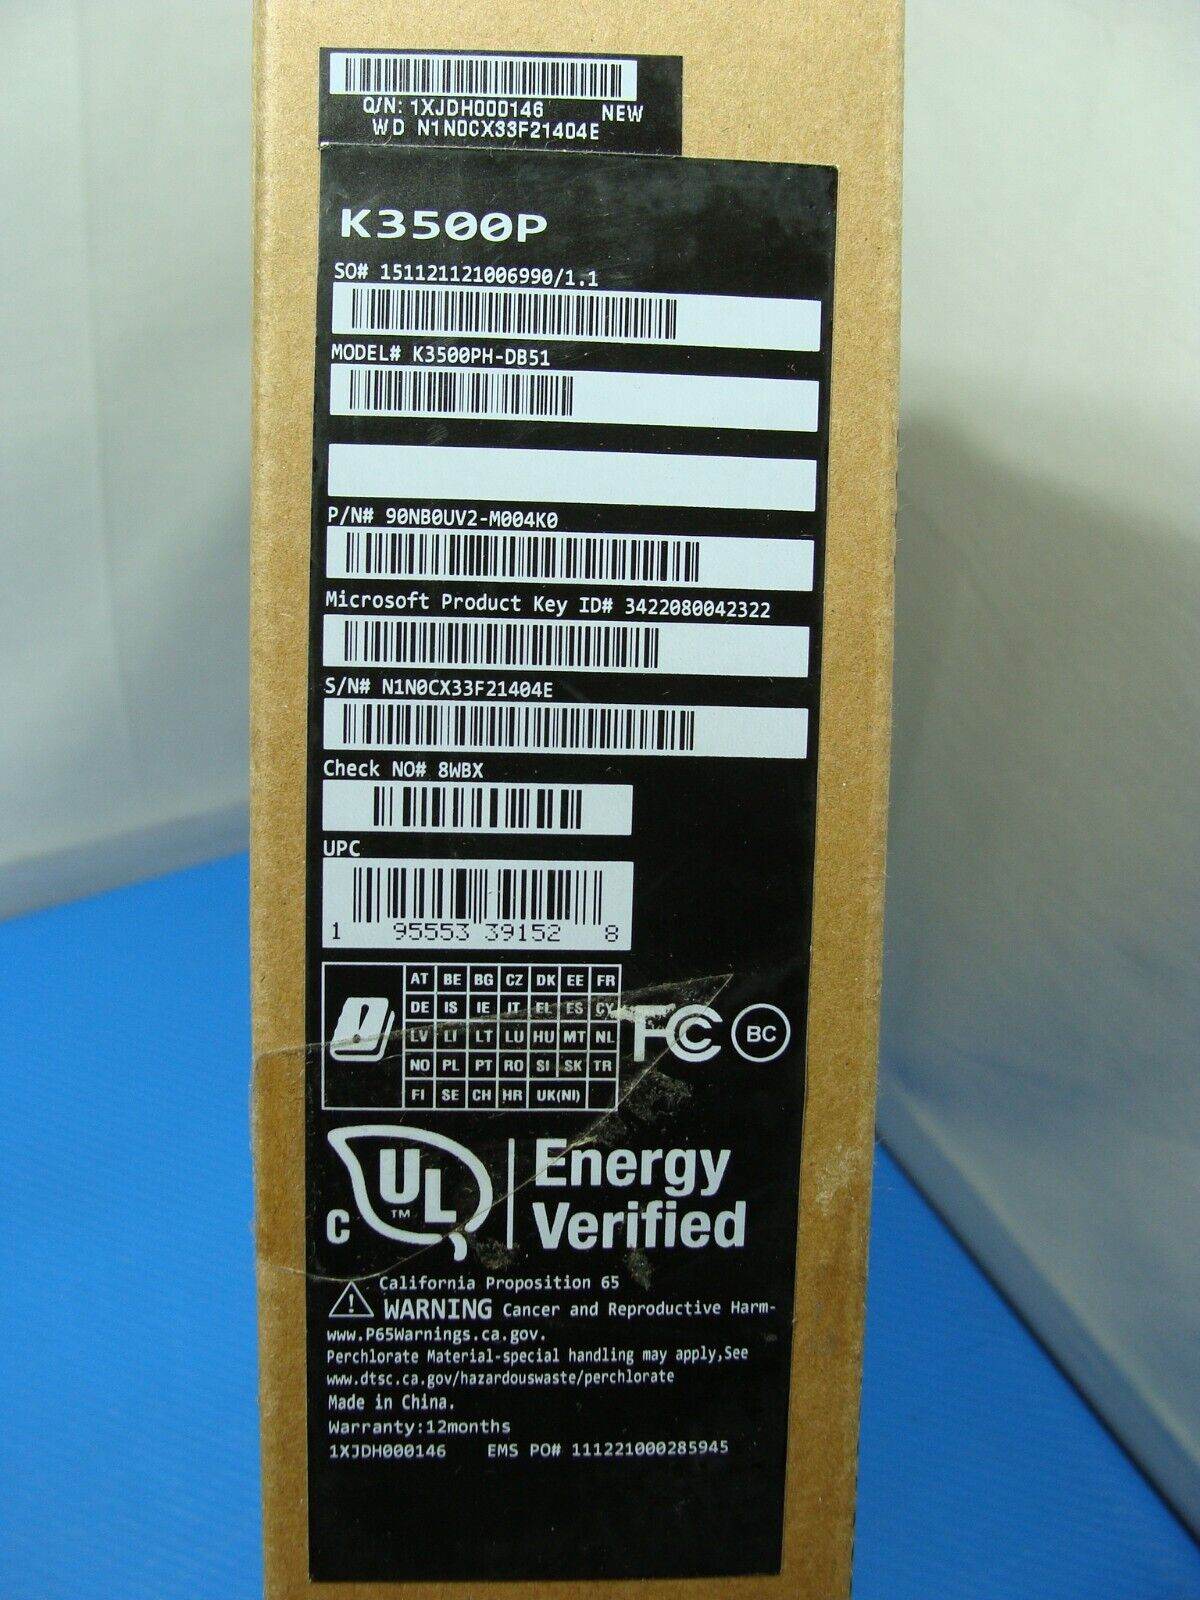 Q/N: 1XJDH000146 NEW
WD N1N0CX33F21404E
K3500P
SO# 151121121006990/1.1
MODEL# K3500PH-DB51
P/N# 90NB0UV2-M004K0
Microsoft Product Key ID# 3422080042322
S/N# N1N0CX33F21404E
Check NO# 8WBX
UPC
1 95553 39152 8
AT BE BG CZ DK EE FR
DE IS IE IT EL ES CY
LV LI LT LU HU MT NL
NO PL PT RO SI SK TR
FI SE CH HR UK(NI)
FC BC
C UL TM Energy
Verified
California Proposition 65
WARNING Cancer and Reproductive Harm-
www.P65Warnings.ca.gov.
Perchlorate Material-special handling may apply,See
www.dtsc.ca.gov/hazardouswaste/perchlorate
Made in China.
Warranty:12months
1XJDH000146 EMS PO# 111221000285945